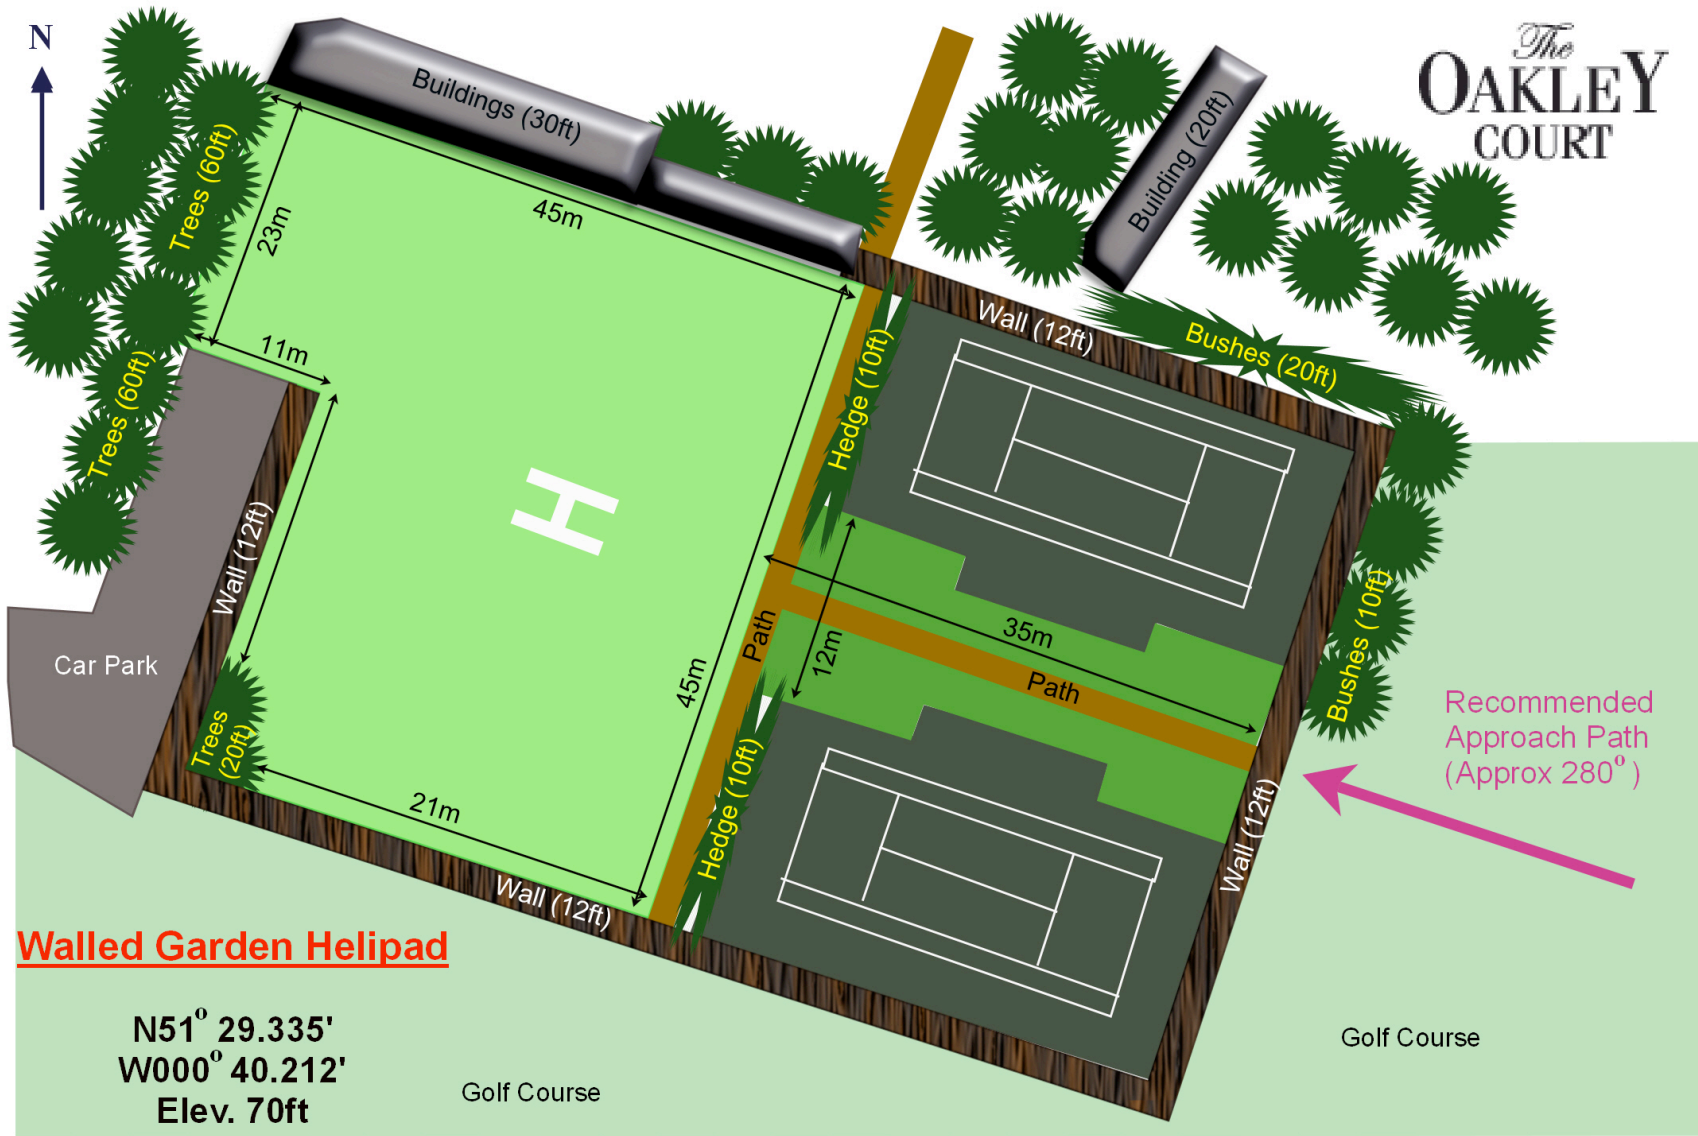 N
The
OAKLEY
COURT
Buildings (30ft)
Building (20ft)
Trees (60ft)
23m
45m
11m
Wall (12ft)
Bushes (20ft)
Hedge (10ft)
Trees (60ft)
Wall (12ft)
Car Park
Path
12m
35m
Path
45m
Bushes (10ft)
Recommended
Approach Path
(Approx 280º)
Trees
(20ft)
21m
Hedge (10ft)
Wall (12ft)
Wall (12ft)
Walled Garden Helipad
N51º 29.335'
W000º 40.212'
Elev. 70ft
Golf Course
Golf Course
H